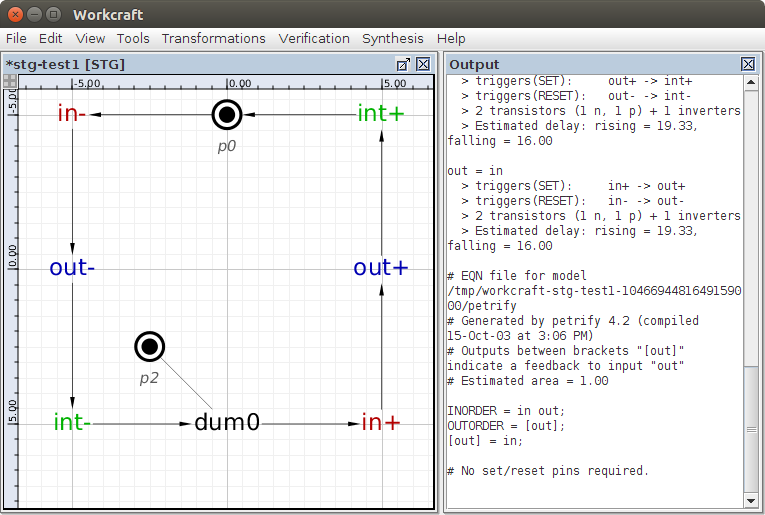 Workcraft
File Edit View Tools Transformations Verification Synthesis Help
*stg-test1 [STG]
-5.00 0.00 5.00
-5.00
in-
p0
int+
0.00
out-
out+
p2
5.00
int-
dum0
in+
Output
> triggers(SET): out+ -> int+
> triggers(RESET): out- -> int-
> 2 transistors (1 n, 1 p) + 1 inverters
> Estimated delay: rising = 19.33,
falling = 16.00
out = in
> triggers(SET): in+ -> out+
> triggers(RESET): in- -> out-
> 2 transistors (1 n, 1 p) + 1 inverters
> Estimated delay: rising = 19.33,
falling = 16.00
# EQN file for model
/tmp/workcraft-stg-test1-10466944816491590
00/petrify
# Generated by petrify 4.2 (compiled
15-Oct-03 at 3:06 PM)
# Outputs between brackets "[out]"
indicate a feedback to input "out"
# Estimated area = 1.00
INORDER = in out;
OUTORDER = [out];
[out] = in;
# No set/reset pins required.